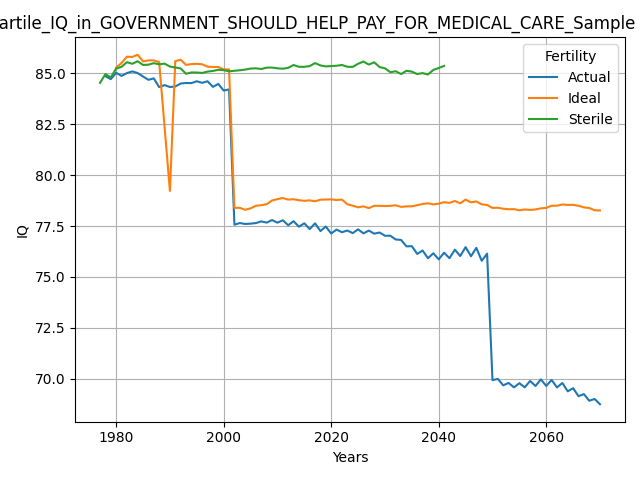 artile_IQ_in_GOVERNMENT_SHOULD_HELP_PAY_FOR_MEDICAL_CARE_Sample
85.0
82.5
80.0
77.5
75.0
72.5
70.0
IQ
Fertility
Actual
Ideal
Sterile
1980
2000
2020
2040
2060
Years